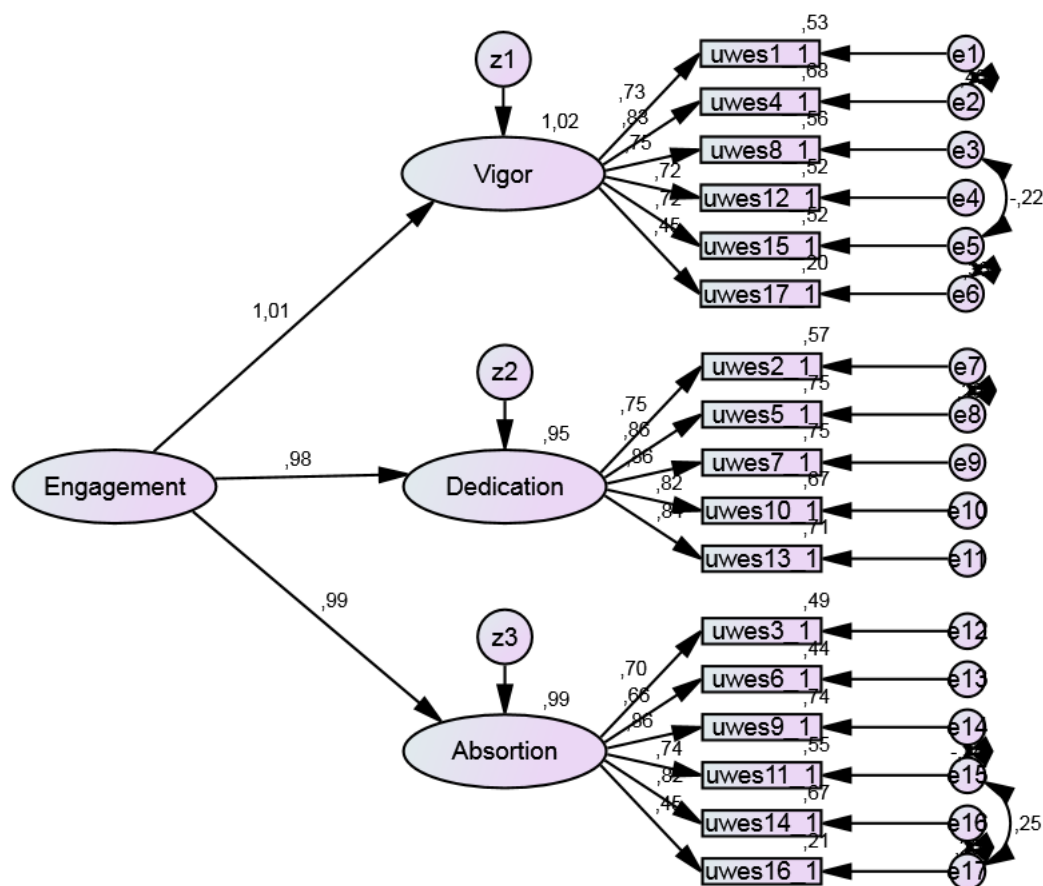 ,53
z1
uwes1_1
e1
,73
,68
1,02
,83
uwes4_1
e2
,75
,56
Vigor
uwes8_1
e3
,72
,52
uwes12_1
e4
-,22
,72
,52
,45
uwes15_1
e5
,20
uwes17_1
e6
1,01
,57
z2
uwes2_1
e7
,75
,75
,95
,86
uwes5_1
e8
,86
,75
Engagement
,98
Dedication
uwes7_1
e9
,82
,67
uwes10_1
e10
,71
uwes13_1
e11
,99
,49
z3
uwes3_1
e12
,70
,44
,99
,66
uwes6_1
e13
,86
,74
Absortion
uwes9_1
e14
,74
,55
uwes11_1
e15
,82
,67
,45
uwes14_1
e16
,25
,21
uwes16_1
e17